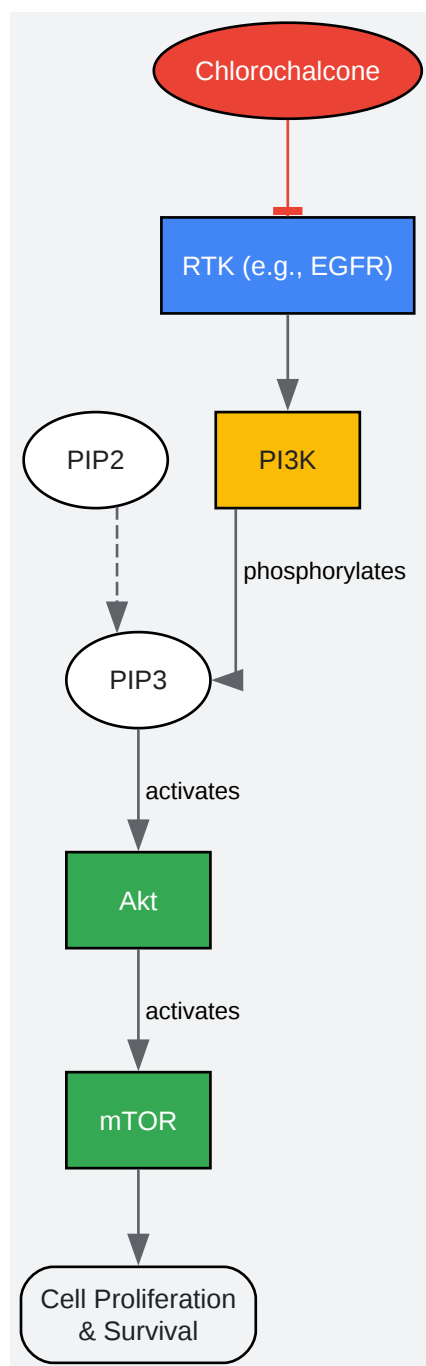 Chlorochalcone
RTK (e.g., EGFR)
PIP2
PI3K
phosphorylates
PIP3
activates
Akt
activates
mTOR
Cell Proliferation
& Survival